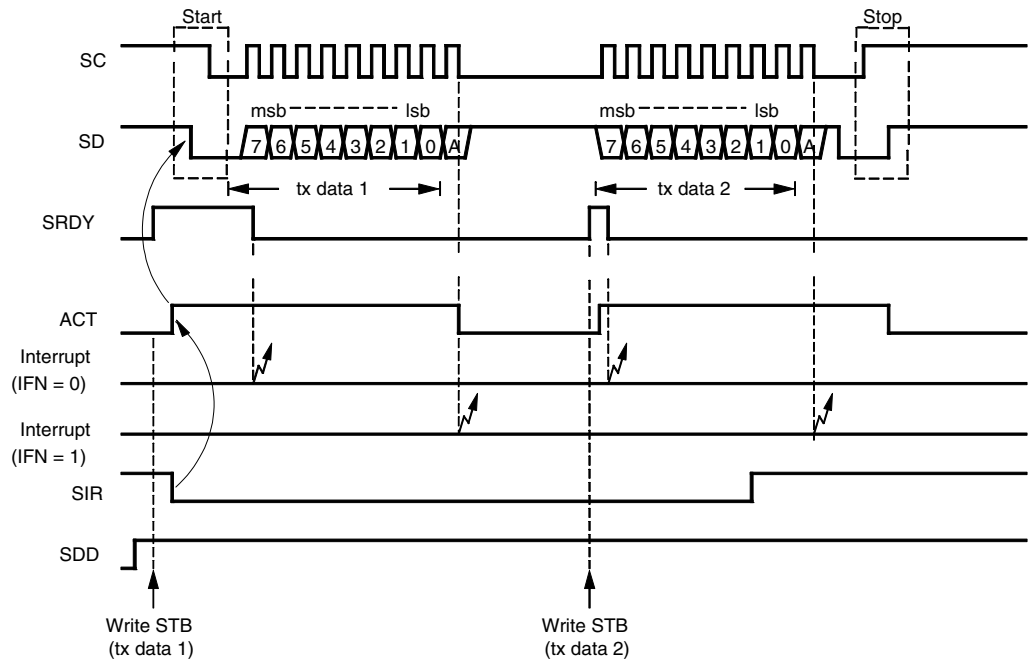 Start
Stop
SC
msb lsb
msb lsb
SD
7 6 5 4 3 2 1 0 A
7 6 5 4 3 2 1 0 A
tx data 1
tx data 2
SRDY
ACT
Interrupt
(IFN = 0)
Interrupt
(IFN = 1)
SIR
SDD
Write STB
(tx data 1)
Write STB
(tx data 2)